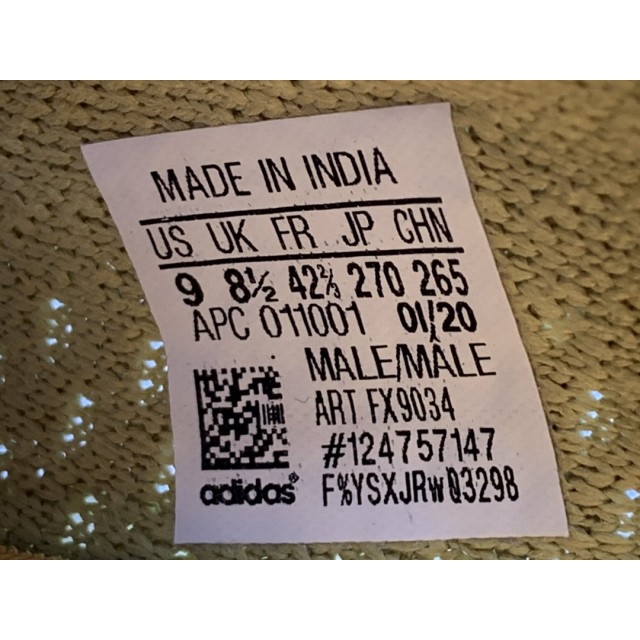 MADE IN INDIA
US UK FR JP CHN
9 8½ 42⅔ 270 265
APC 011001 01/20
MALE/MÂLE
ART FX9034
#124757147
adidas® F%YSXJRwQ3298